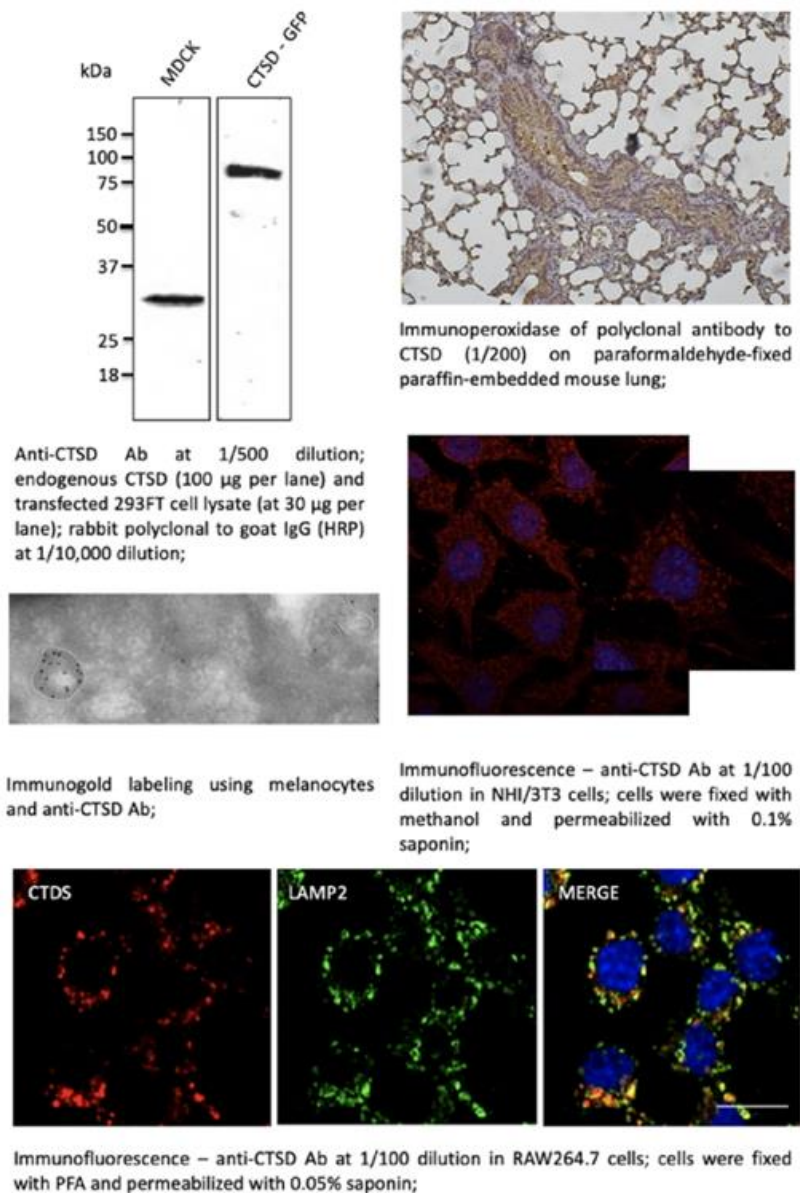 kDa
MDCK
CTSD - GFP
150
100
75
50
37
25
18
Anti-CTSD Ab at 1/500 dilution;
endogenous CTSD (100 µg per lane) and
transfected 293FT cell lysate (at 30 µg per
lane); rabbit polyclonal to goat IgG (HRP)
at 1/10,000 dilution;
Immunoperoxidase of polyclonal antibody to
CTSD (1/200) on paraformaldehyde-fixed
paraffin-embedded mouse lung;
Immunogold labeling using melanocytes
and anti-CTSD Ab;
Immunofluorescence – anti-CTSD Ab at 1/100
dilution in NHI/3T3 cells; cells were fixed with
methanol and permeabilized with 0.1%
saponin;
CTDS
LAMP2
MERGE
Immunofluorescence – anti-CTSD Ab at 1/100 dilution in RAW264.7 cells; cells were fixed
with PFA and permeabilized with 0.05% saponin;